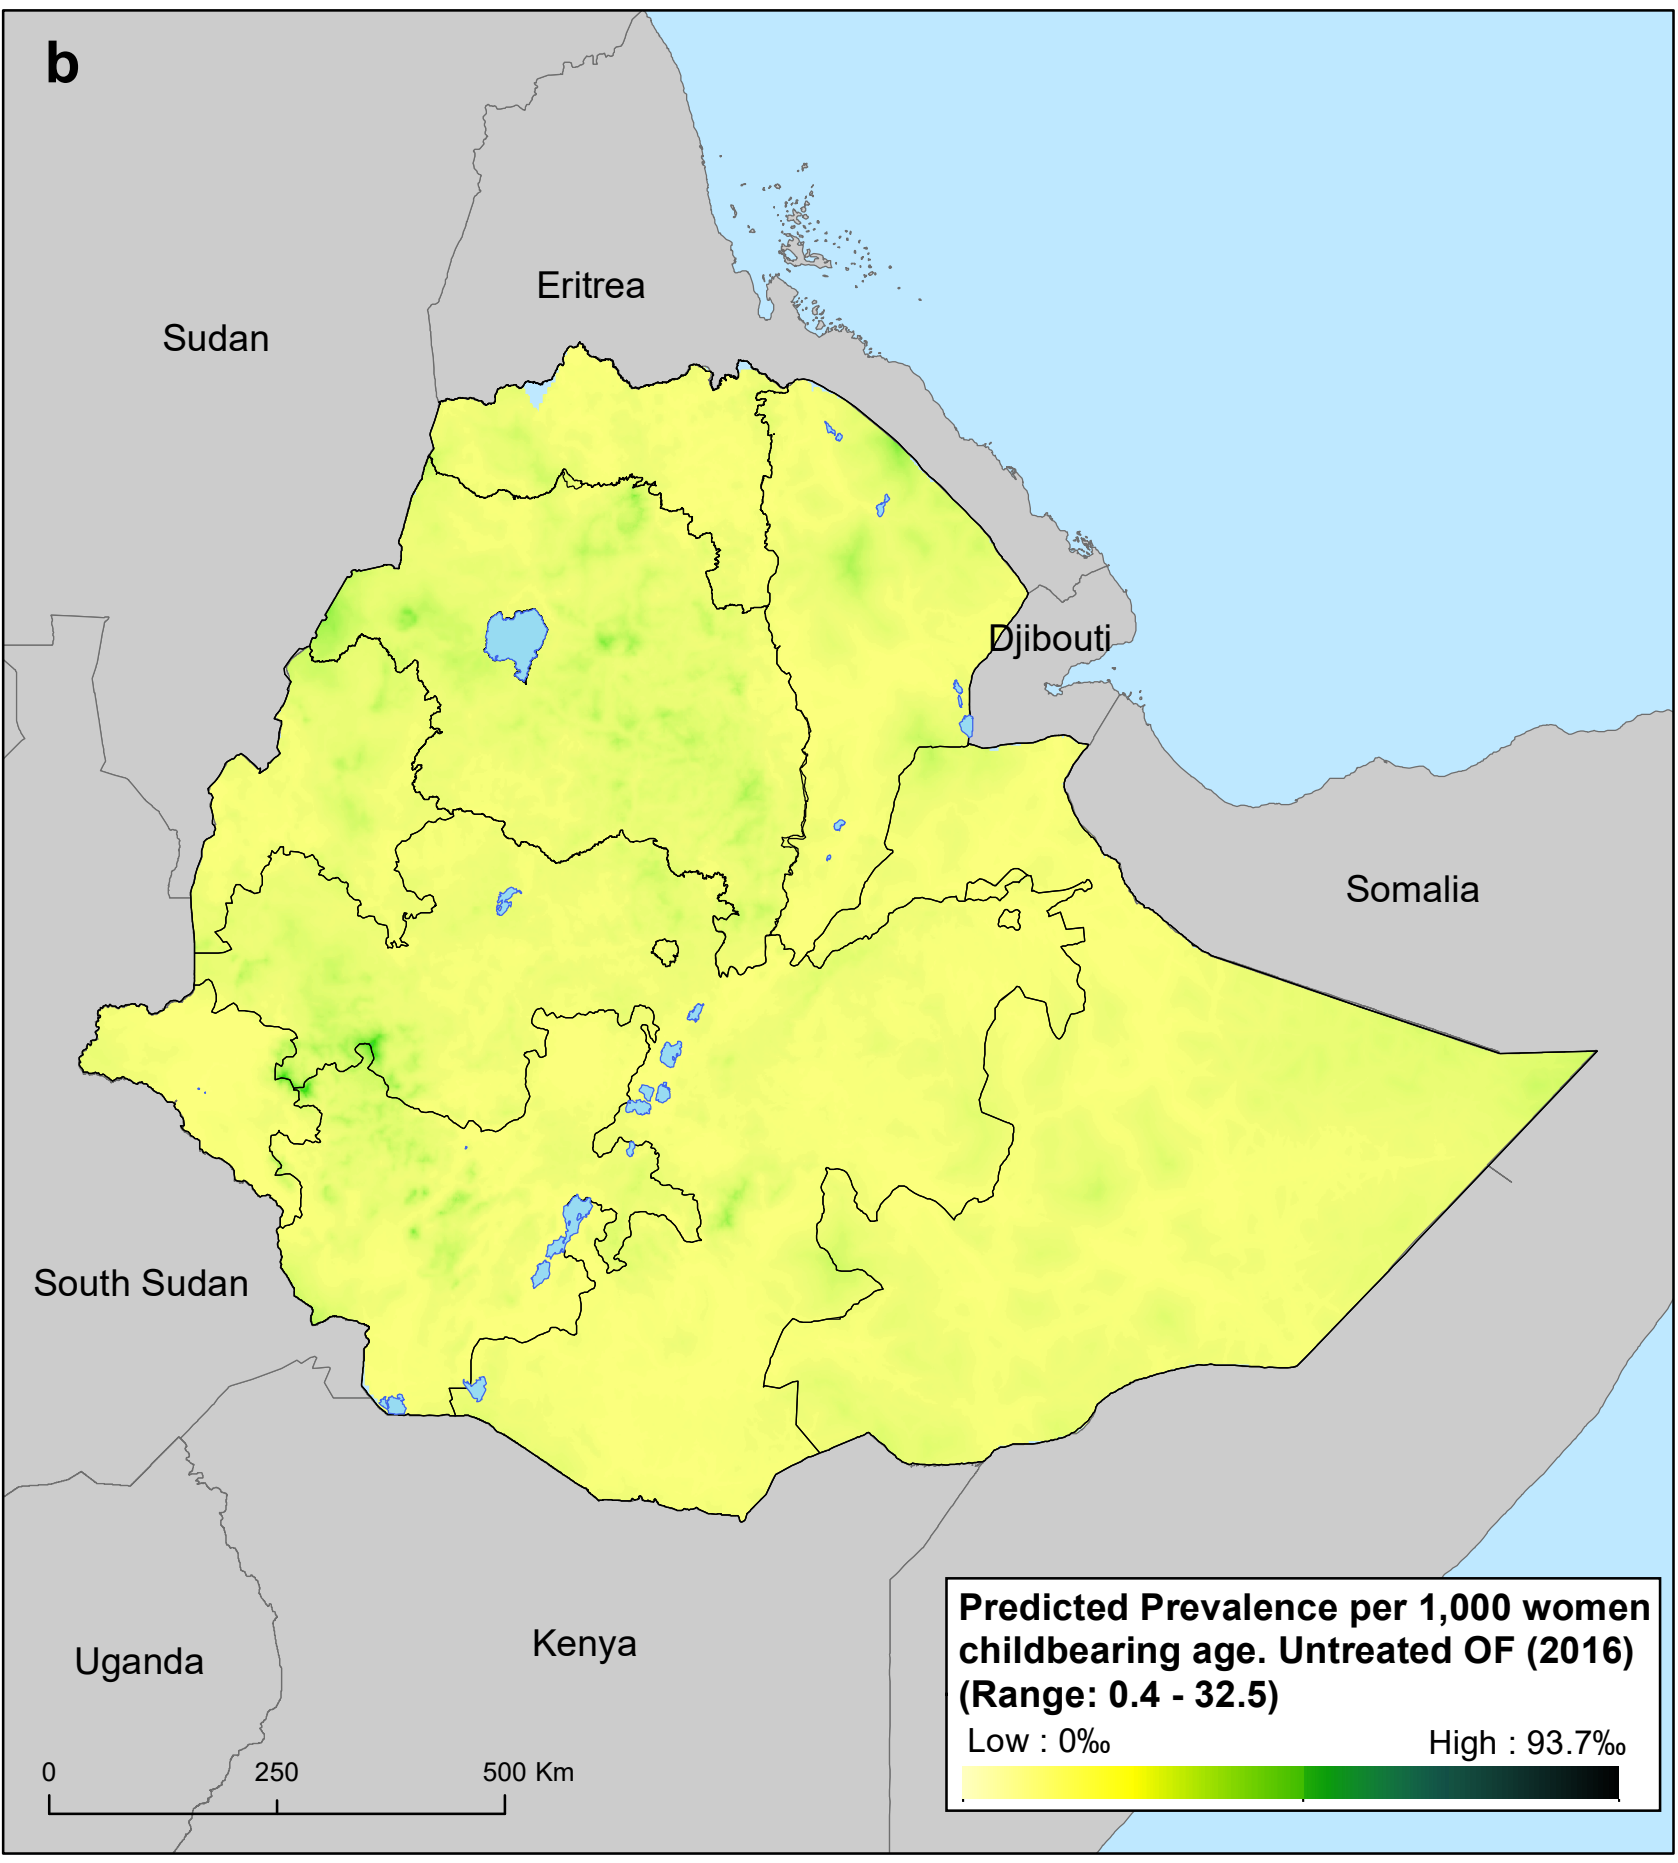 b
Eritrea
Sudan
Djibouti
Somalia
South Sudan
Kenya
Uganda
Predicted Prevalence per 1,000 women
childbearing age. Untreated OF (2016)
(Range: 0.4 - 32.5)
Low : 0‰ High : 93.7‰
0 250 500 Km